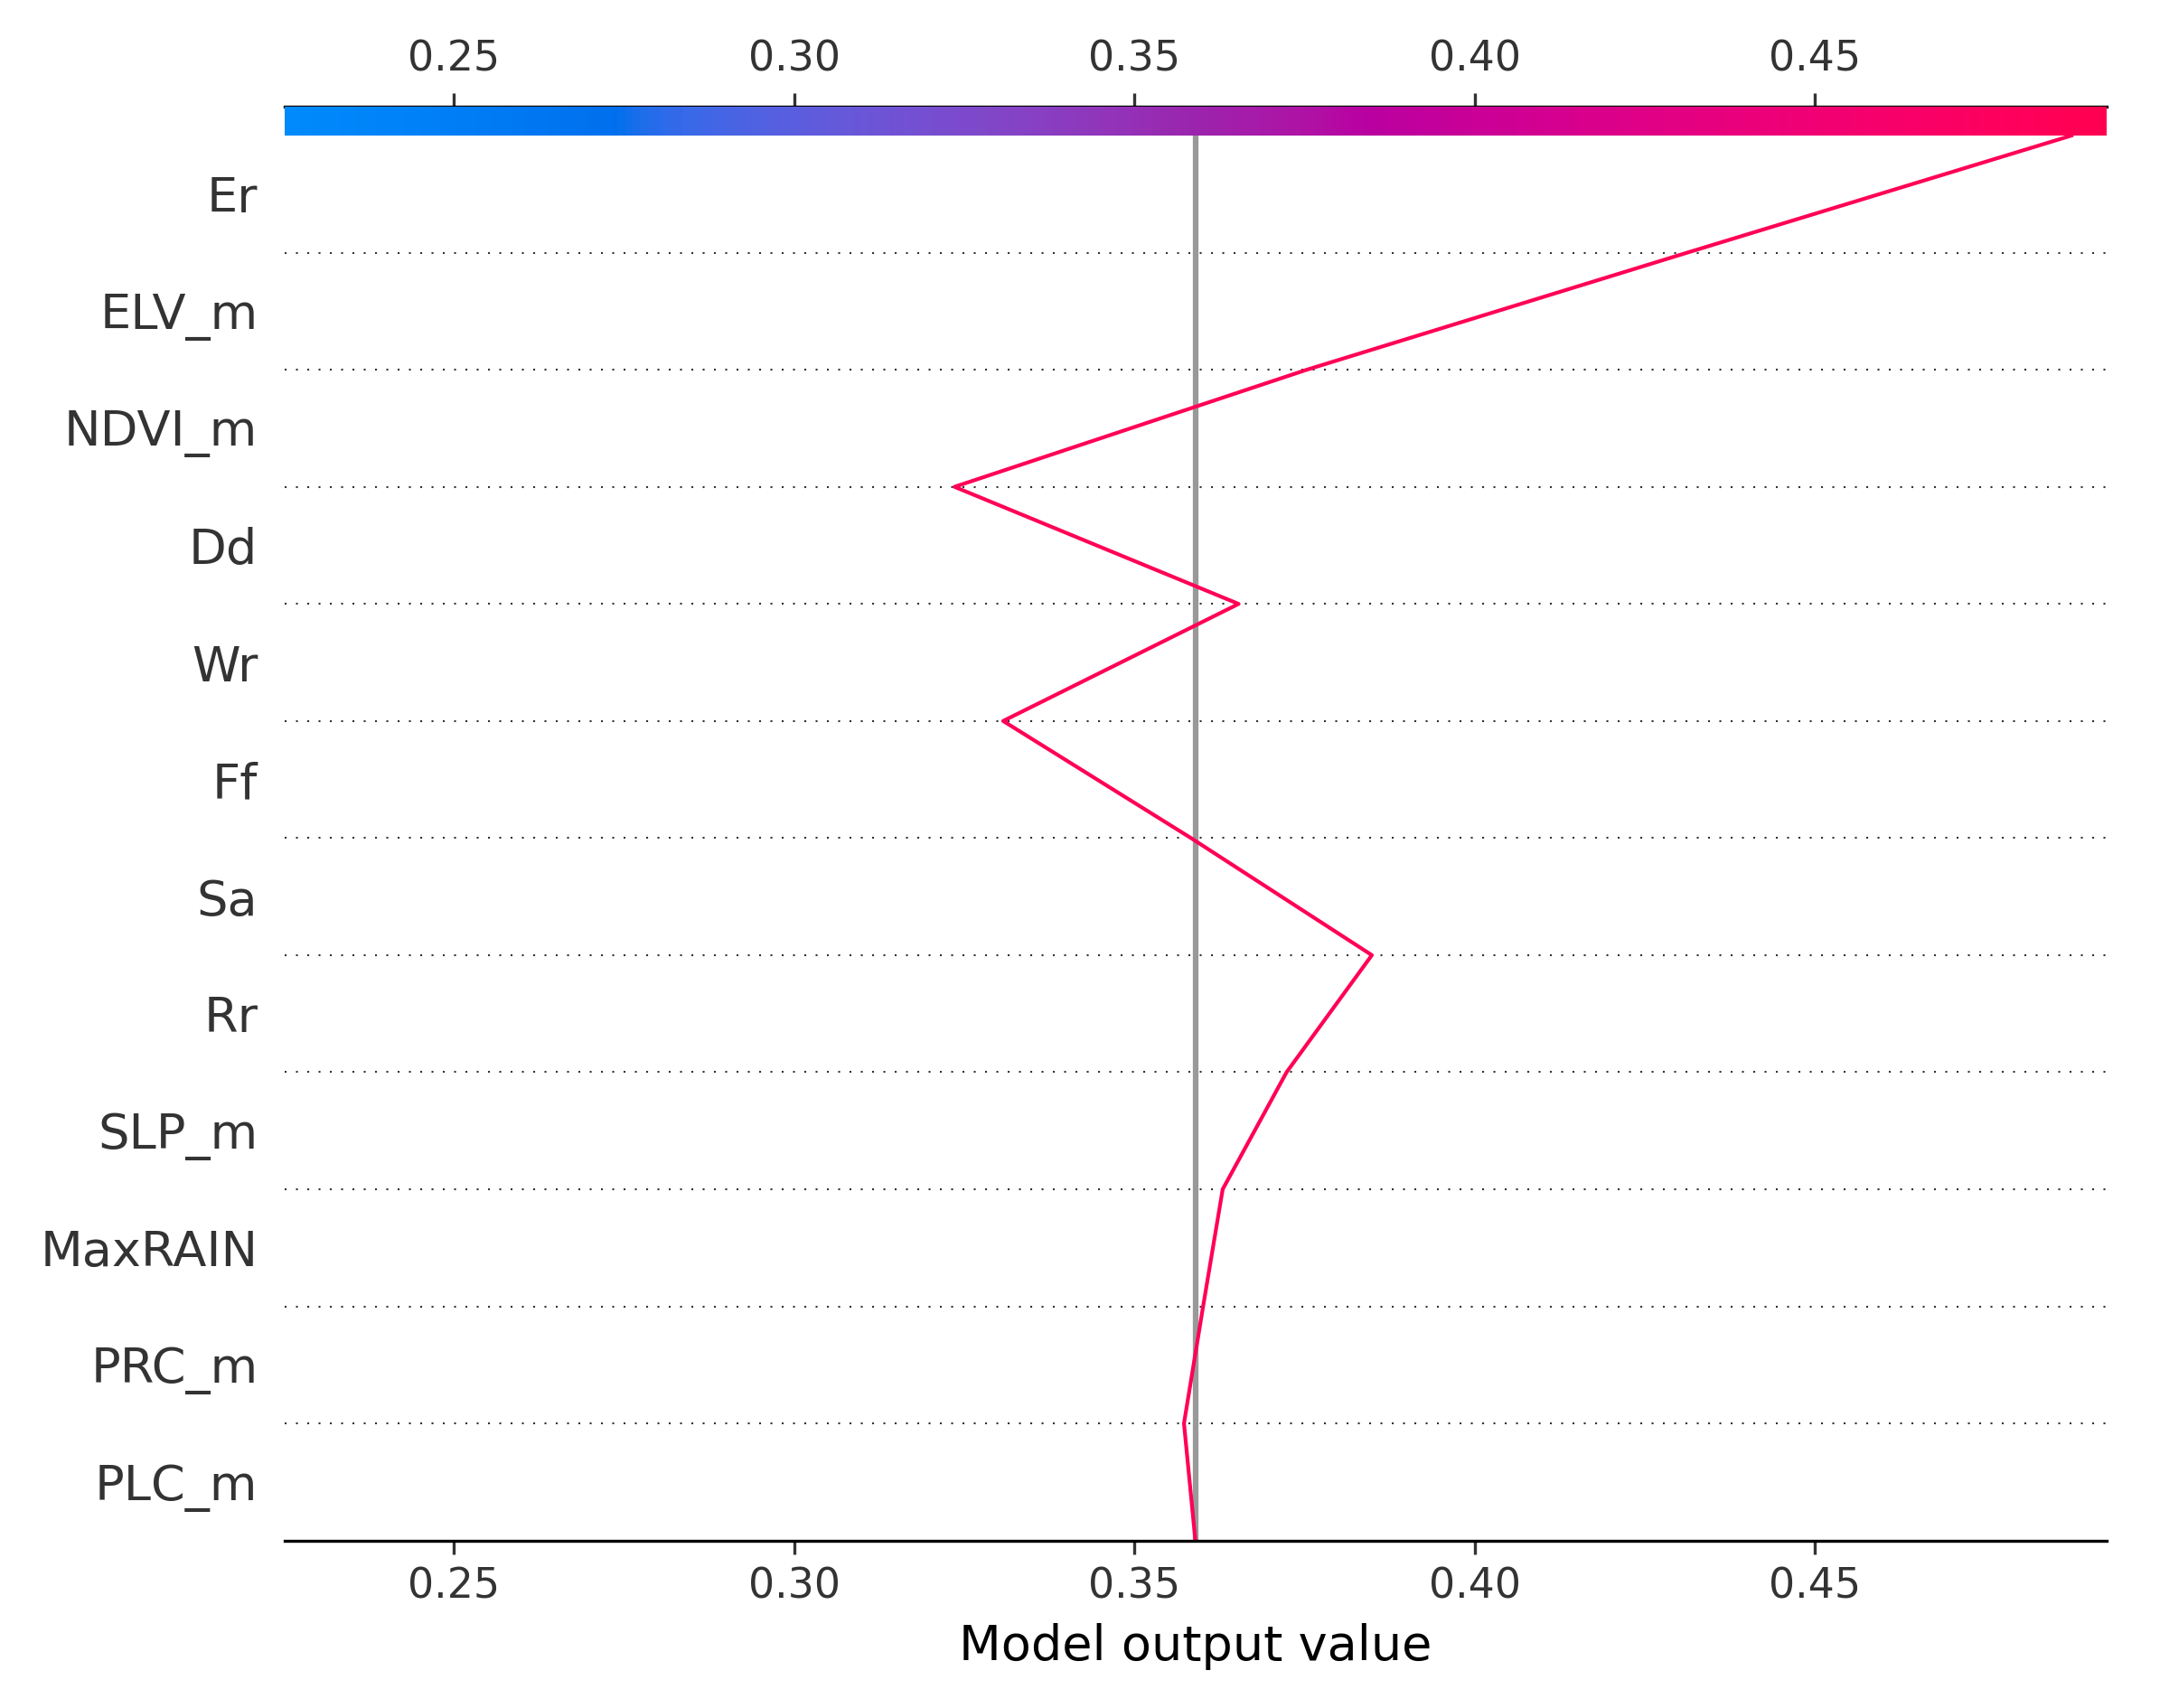 0.25 0.30 0.35 0.40 0.45
Er
ELV_m
NDVI_m
Dd
Wr
Ff
Sa
Rr
SLP_m
MaxRAIN
PRC_m
PLC_m
0.25 0.30 0.35 0.40 0.45
Model output value